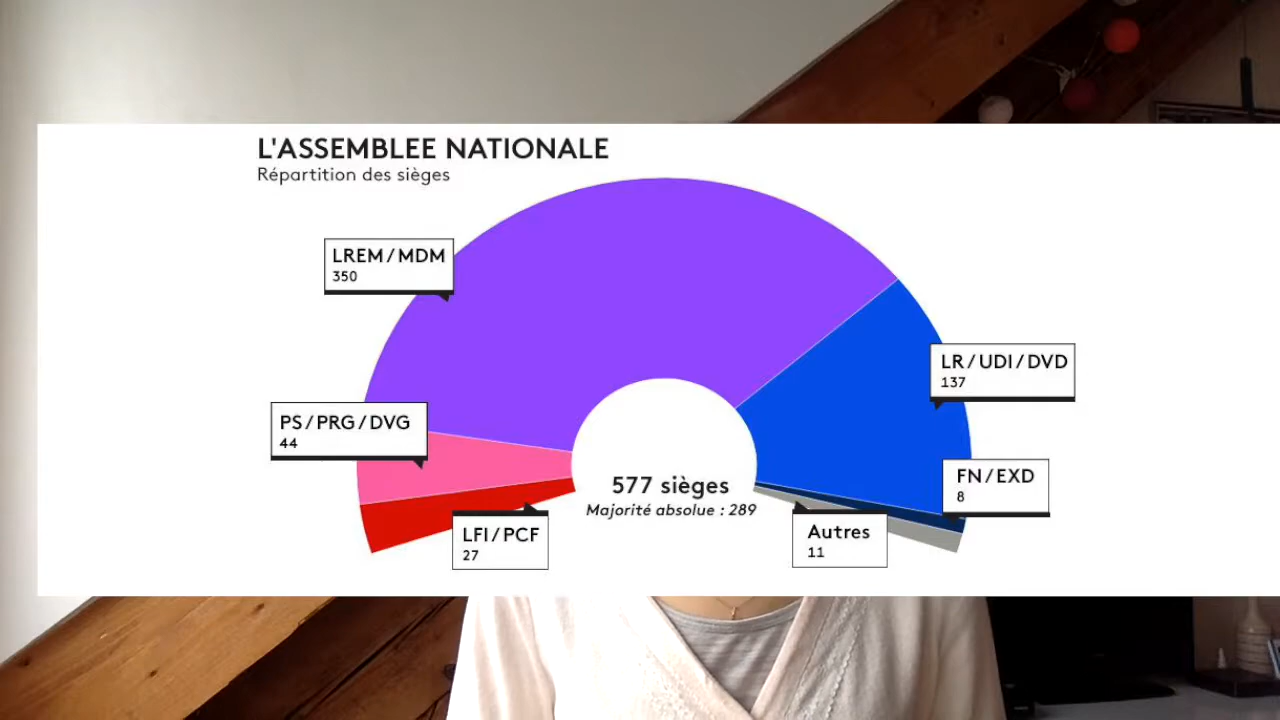 L'ASSEMBLEE NATIONALE
Répartition des sièges
LREM / MDM
350
LR / UDI / DVD
137
PS / PRG / DVG
44
FN / EXD
8
577 sièges
Majorité absolue : 289
LFI / PCF
27
Autres
11